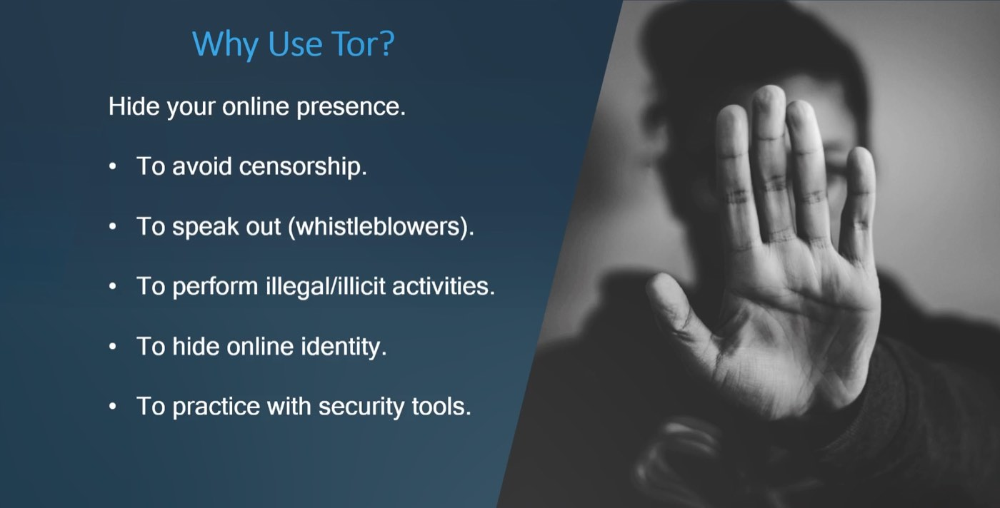 Why Use Tor?
Hide your online presence.
• To avoid censorship.
• To speak out (whistleblowers).
• To perform illegal/illicit activities.
• To hide online identity.
• To practice with security tools.